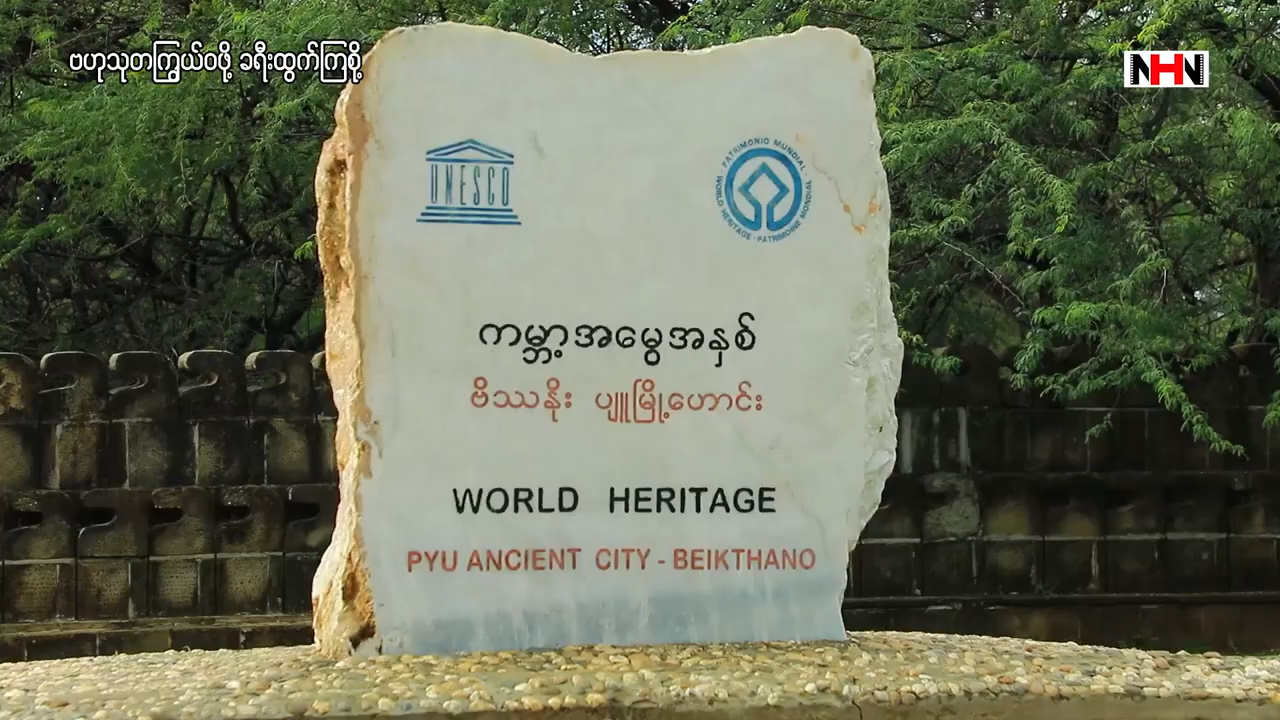 ဗဟုသုတကြွယ်ဝဖို့ ခရီးထွက်ကြစို့
NHN
UNESCO
PATRIMONIO MUNDIAL
WORLD HERITAGE - PATRIMOINE MONDIAL
ကမ္ဘာ့အမွေအနှစ်
ဗိဿနိုး ပျူမြို့ဟောင်း
WORLD HERITAGE
PYU ANCIENT CITY - BEIKTHANO